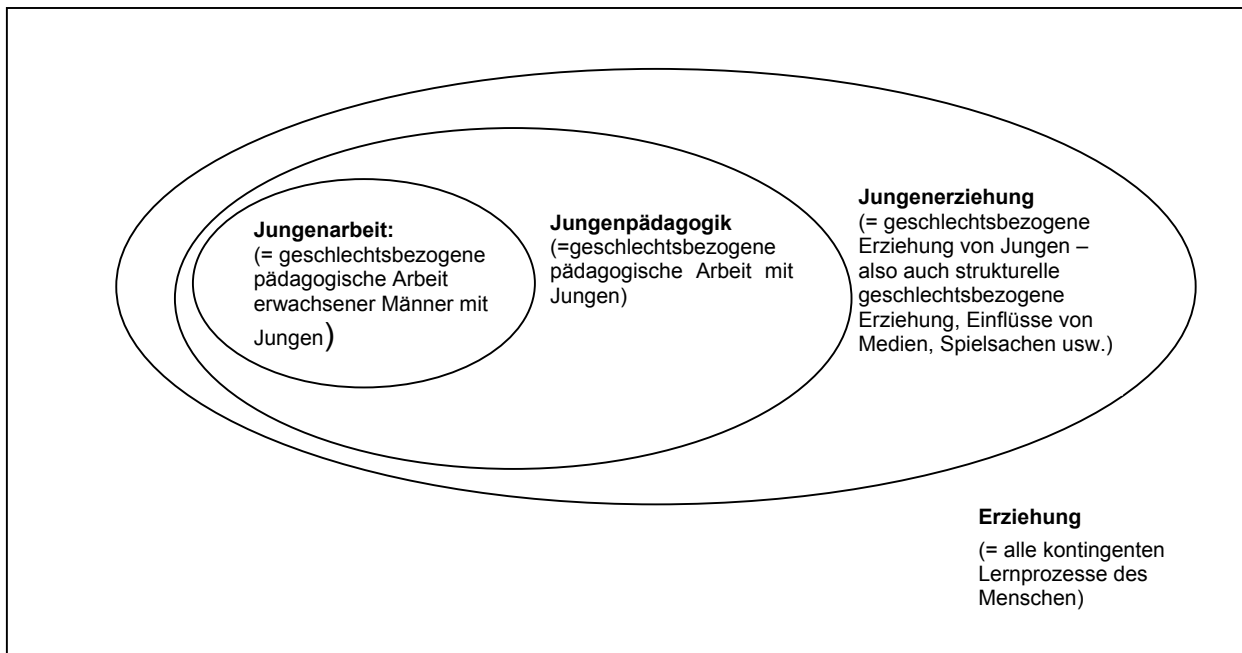 Jungenarbeit:
(= geschlechtsbezogene
pädagogische Arbeit
erwachsener Männer mit
Jungen)
Jungenpädagogik
(=geschlechtsbezogene
pädagogische Arbeit mit
Jungen)
Jungenerziehung
(= geschlechtsbezogene
Erziehung von Jungen –
also auch strukturelle
geschlechtsbezogene
Erziehung, Einflüsse von
Medien, Spielsachen usw.)
Erziehung
(= alle kontingenten
Lernprozesse des
Menschen)